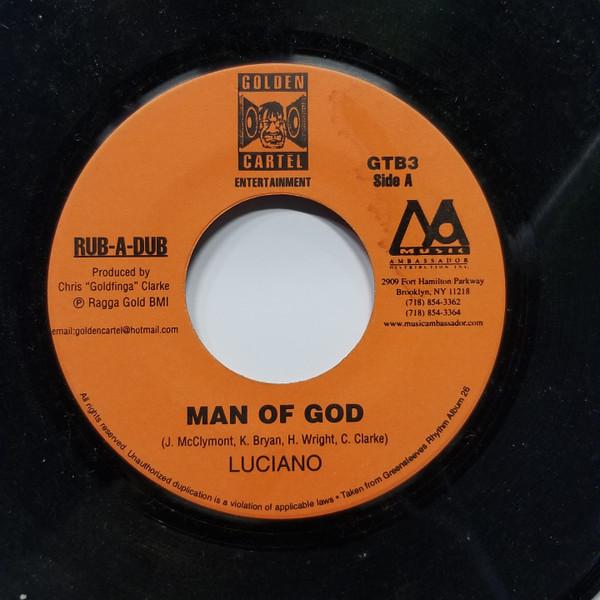 GOLDEN
CARTEL
ENTERTAINMENT
GTB3
Side A
RUB-A-DUB
Produced by
Chris "Goldfinga" Clarke
℗ Ragga Gold BMI
email:goldencartel@hotmail.com
MA
MUSIC
AMBASSADOR
DISTRIBUTION INC.
2909 Fort Hamilton Parkway
Brooklyn, NY 11218
(718) 854-3362
(718) 854-3364
www.musicambassador.com
MAN OF GOD
(J. McClymont, K. Bryan, H. Wright, C. Clarke)
LUCIANO
All rights reserved. Unauthorized duplication is a violation of applicable laws • Taken from Greensleeves Rhythm Album 26